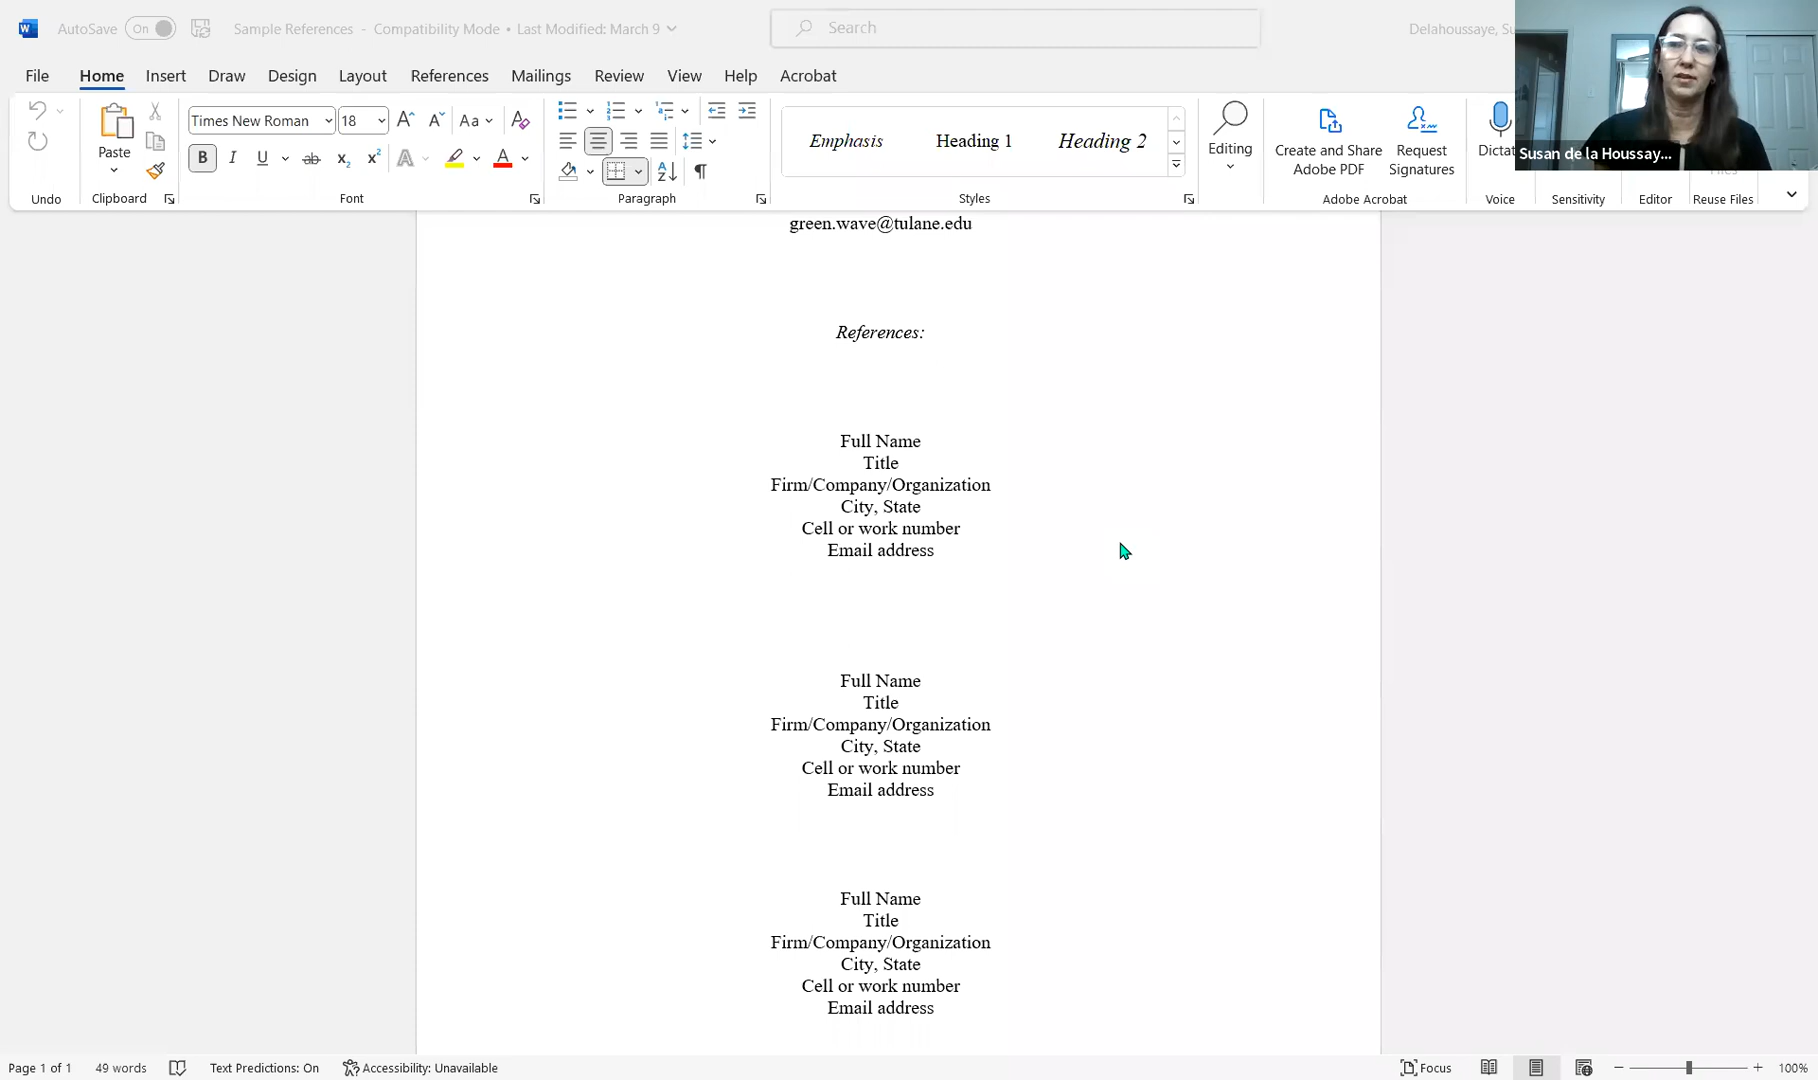 AutoSave On Sample References - Compatibility Mode • Last Modified: March 9 Search Delahoussaye,
File Home Insert Draw Design Layout References Mailings Review View Help Acrobat
Times New Roman 18 Aa
Paste
B I U ab x₂ x² A A
Emphasis Heading 1 Heading 2
Editing
Create and Share
Adobe PDF
Request
Signatures
Dictat
Susan de la Houssay...
Undo Clipboard Font Paragraph Styles Adobe Acrobat Voice Sensitivity Editor Reuse Files
green.wave@tulane.edu
References:
Full Name
Title
Firm/Company/Organization
City, State
Cell or work number
Email address
Full Name
Title
Firm/Company/Organization
City, State
Cell or work number
Email address
Full Name
Title
Firm/Company/Organization
City, State
Cell or work number
Email address
Page 1 of 1 49 words Text Predictions: On Accessibility: Unavailable Focus 100%